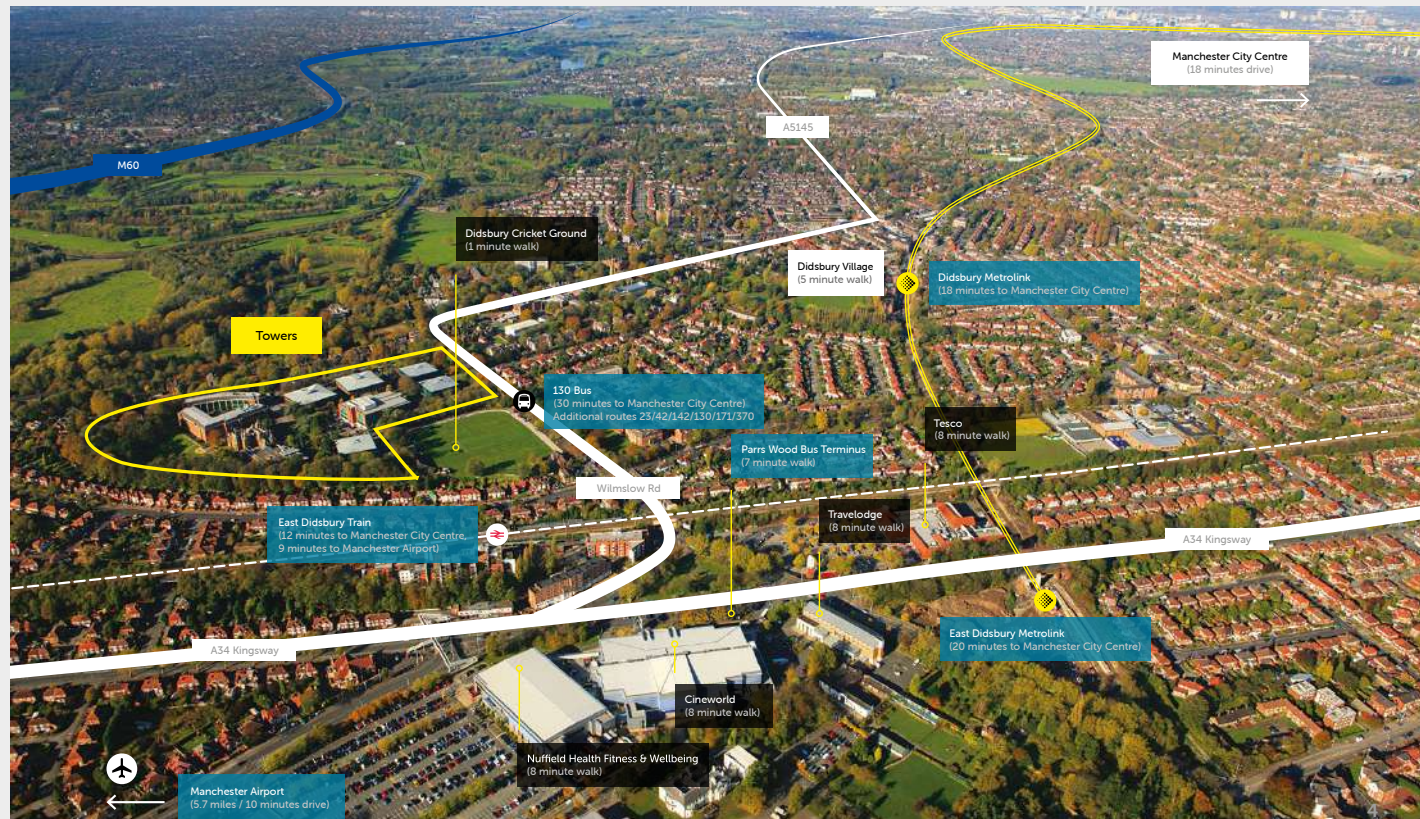 Manchester City Centre
(18 minutes drive)
A5145
M60
Didsbury Cricket Ground
(1 minute walk)
Didsbury Village
(5 minute walk)
Didsbury Metrolink
(18 minutes to Manchester City Centre)
Towers
130 Bus
(30 minutes to Manchester City Centre)
Additional routes 23/42/142/130/171/370
Tesco
(8 minute walk)
Parrs Wood Bus Terminus
(7 minute walk)
Wilmslow Rd
Travelodge
(8 minute walk)
East Didsbury Train
(12 minutes to Manchester City Centre,
9 minutes to Manchester Airport)
A34 Kingsway
East Didsbury Metrolink
(20 minutes to Manchester City Centre)
A34 Kingsway
Cineworld
(8 minute walk)
Nuffield Health Fitness & Wellbeing
(8 minute walk)
Manchester Airport
(5.7 miles / 10 minutes drive)
4